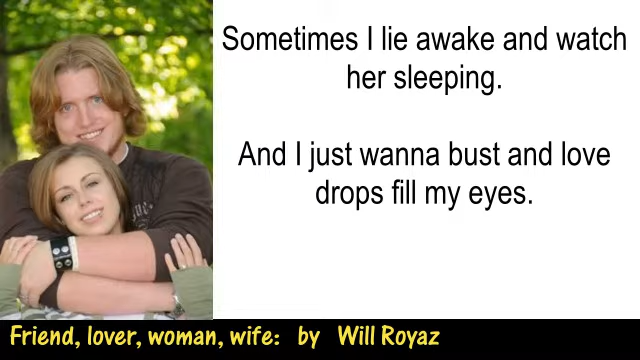 Sometimes I lie awake and watch
her sleeping.
And I just wanna bust and love
drops fill my eyes.
Friend, lover, woman, wife: by Will Royaz